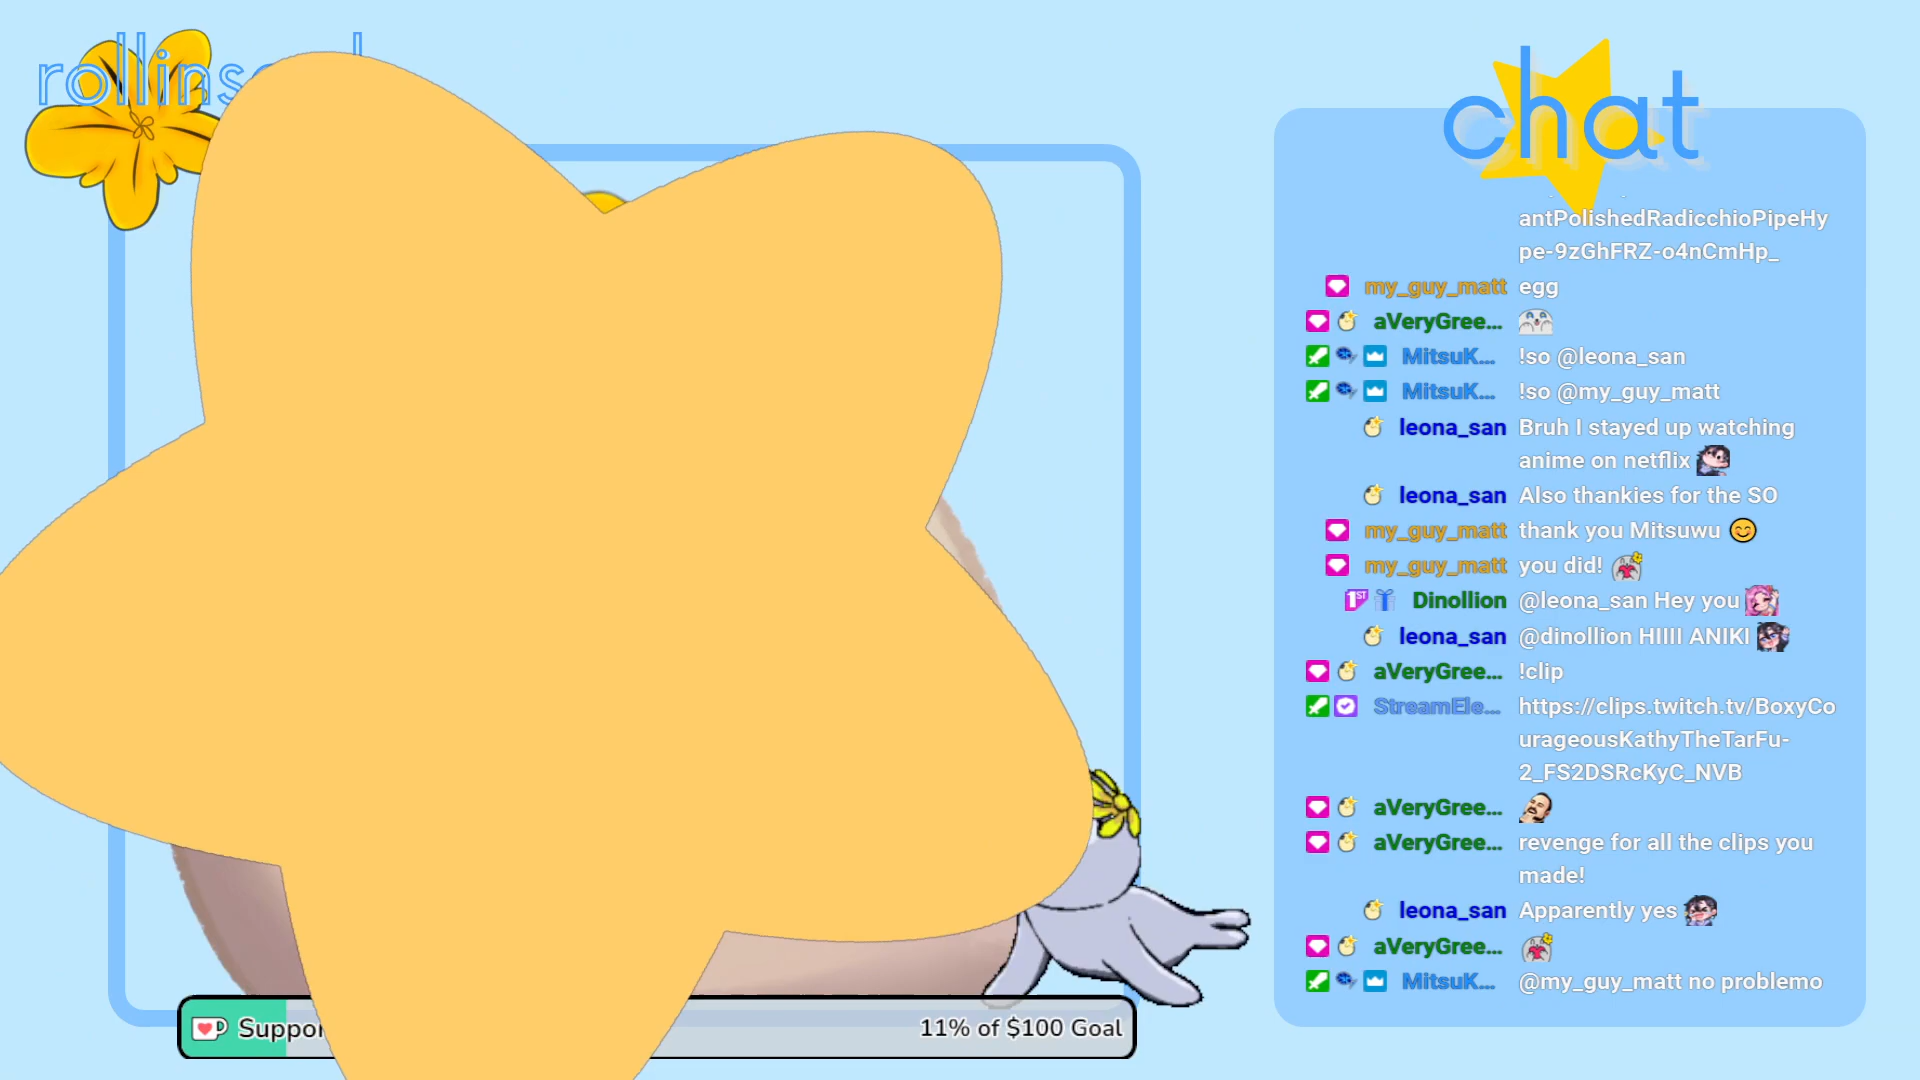 chat
antPolishedRadicchioPipeHy
pe-9zGhFRZ-o4nCmHp_
my_guy_matt egg
aVeryGree...
MitsuK... !so @leona_san
MitsuK... !so @my_guy_matt
leona_san Bruh I stayed up watching
anime on netflix
leona_san Also thankies for the SO
my_guy_matt thank you Mitsuwu
my_guy_matt you did!
1ST Dinollion @leona_san Hey you
leona_san @dinollion HIIII ANIKI
aVeryGree... !clip
StreamEle... https://clips.twitch.tv/BoxyCo
urageousKathyTheTarFu-
2_FS2DSRcKyC_NVB
aVeryGree...
aVeryGree... revenge for all the clips you
made!
leona_san Apparently yes
aVeryGree...
MitsuK... @my_guy_matt no problemo
11% of $100 Goal